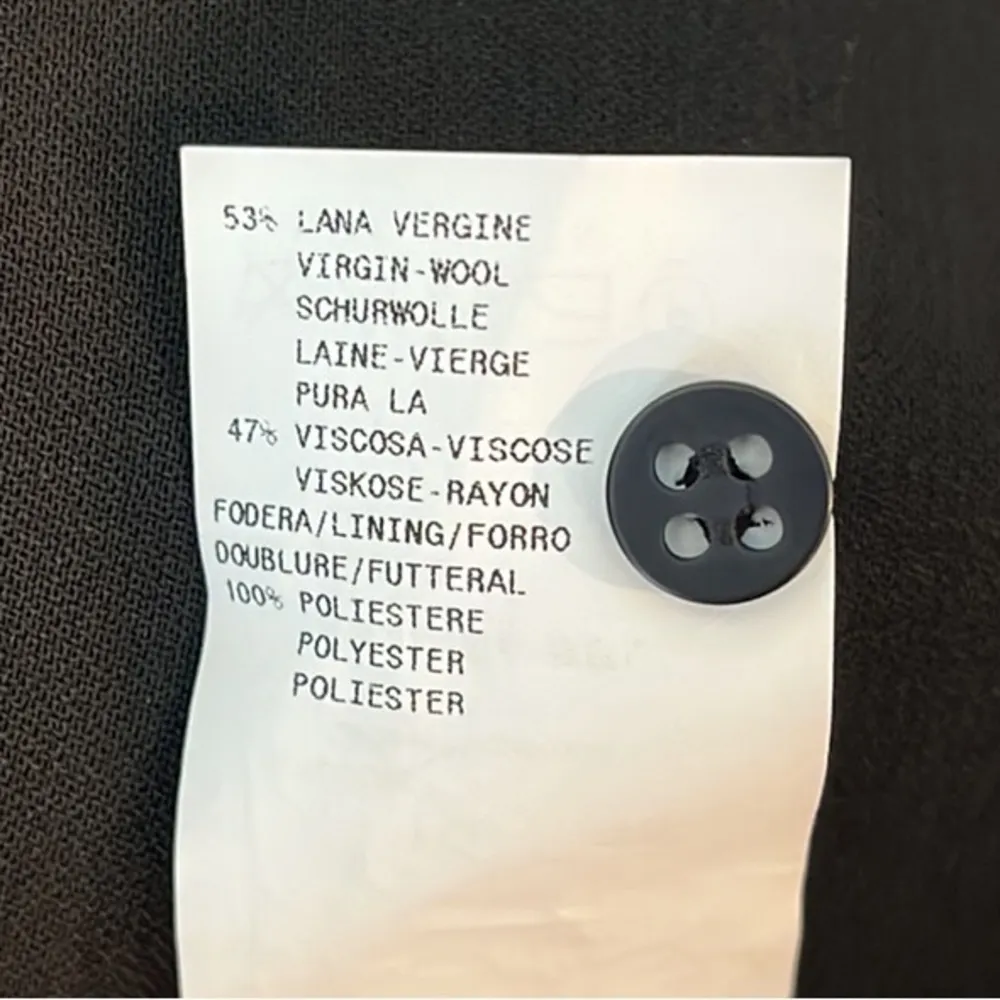 53% LANA VERGINE
VIRGIN-WOOL
SCHURWOLLE
LAINE-VIERGE
PURA LA
47% VISCOSA-VISCOSE
VISKOSE-RAYON
FODERA/LINING/FORRO
DOUBLURE/FUTTERAL
100% POLIESTERE
POLYESTER
POLIESTER